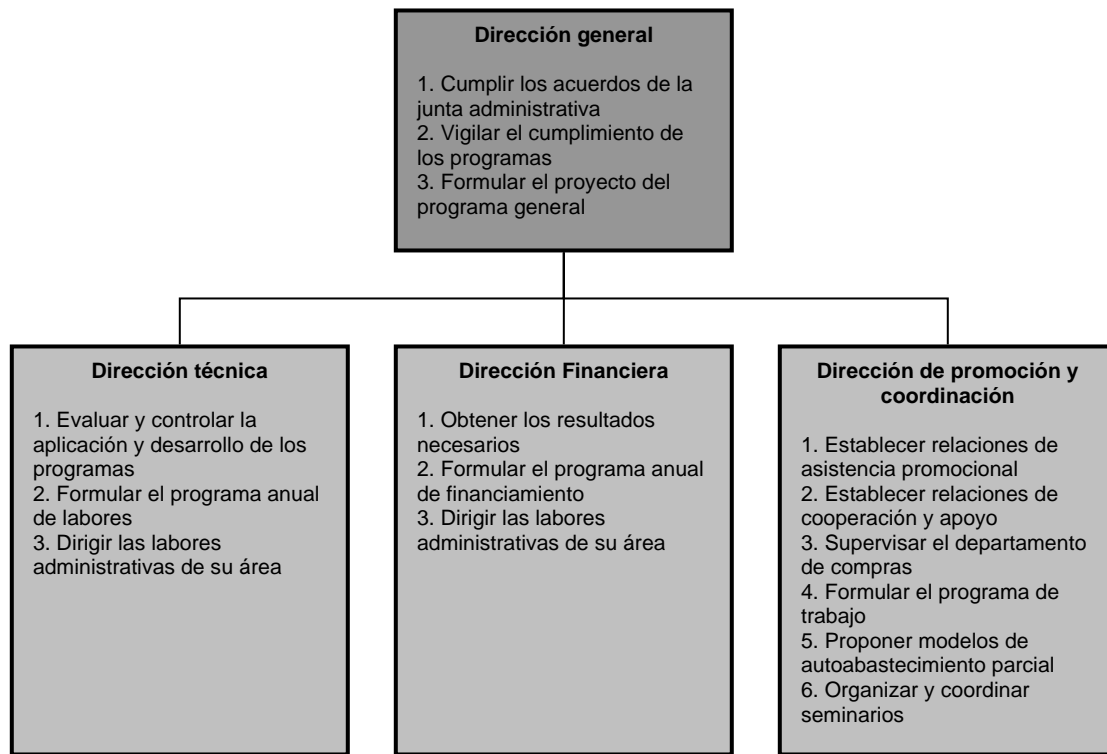 Dirección general
1. Cumplir los acuerdos de la
junta administrativa
2. Vigilar el cumplimiento de
los programas
3. Formular el proyecto del
programa general
Dirección técnica
1. Evaluar y controlar la
aplicación y desarrollo de los
programas
2. Formular el programa anual
de labores
3. Dirigir las labores
administrativas de su área
Dirección Financiera
1. Obtener los resultados
necesarios
2. Formular el programa anual
de financiamiento
3. Dirigir las labores
administrativas de su área
Dirección de promoción y
coordinación
1. Establecer relaciones de
asistencia promocional
2. Establecer relaciones de
cooperación y apoyo
3. Supervisar el departamento
de compras
4. Formular el programa de
trabajo
5. Proponer modelos de
autoabastecimiento parcial
6. Organizar y coordinar
seminarios